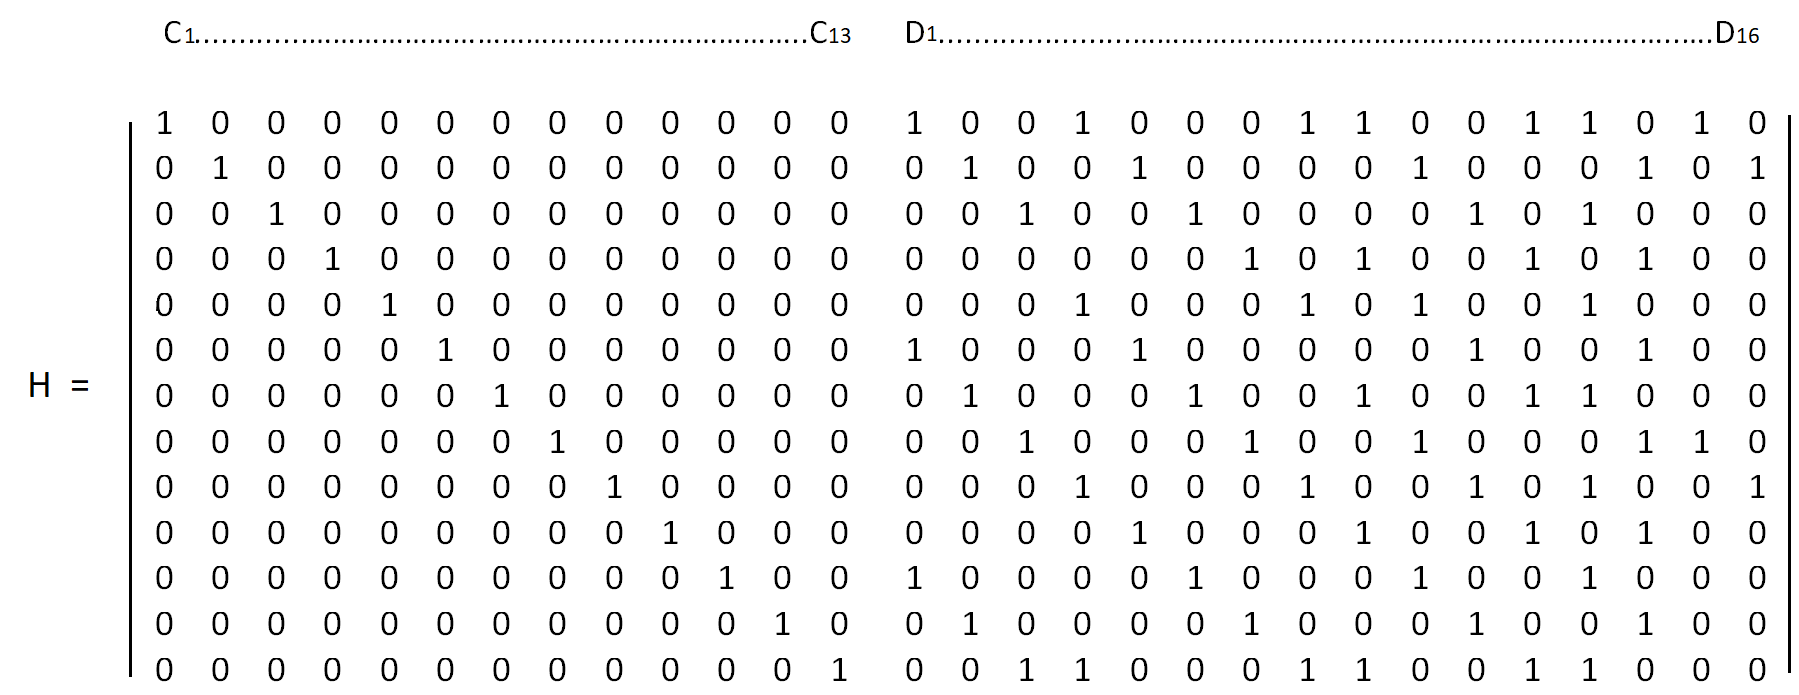 C1.......................................................................C13 D1.........................................................................................D16
1 0 0 0 0 0 0 0 0 0 0 0 0 1 0 0 1 0 0 0 1 1 0 0 1 1 0 1 0
0 1 0 0 0 0 0 0 0 0 0 0 0 0 1 0 0 1 0 0 0 0 1 0 0 0 1 0 1
0 0 1 0 0 0 0 0 0 0 0 0 0 0 0 1 0 0 1 0 0 0 0 1 0 1 0 0 0
0 0 0 1 0 0 0 0 0 0 0 0 0 0 0 0 0 0 0 1 0 1 0 0 1 0 1 0 0
0 0 0 0 1 0 0 0 0 0 0 0 0 0 0 0 1 0 0 0 1 0 1 0 0 1 0 0 0
0 0 0 0 0 1 0 0 0 0 0 0 0 1 0 0 0 1 0 0 0 0 0 1 0 0 1 0 0
H =
0 0 0 0 0 0 1 0 0 0 0 0 0 0 1 0 0 0 1 0 0 1 0 0 1 1 0 0 0
0 0 0 0 0 0 0 1 0 0 0 0 0 0 0 1 0 0 0 1 0 0 1 0 0 0 1 1 0
0 0 0 0 0 0 0 0 1 0 0 0 0 0 0 0 1 0 0 0 1 0 0 1 0 1 0 0 1
0 0 0 0 0 0 0 0 0 1 0 0 0 0 0 0 0 1 0 0 0 1 0 0 1 0 1 0 0
0 0 0 0 0 0 0 0 0 0 1 0 0 1 0 0 0 0 1 0 0 0 1 0 0 1 0 0 0
0 0 0 0 0 0 0 0 0 0 0 1 0 0 1 0 0 0 0 1 0 0 0 1 0 0 1 0 0
0 0 0 0 0 0 0 0 0 0 0 0 1 0 0 1 1 0 0 0 1 1 0 0 1 1 0 0 0